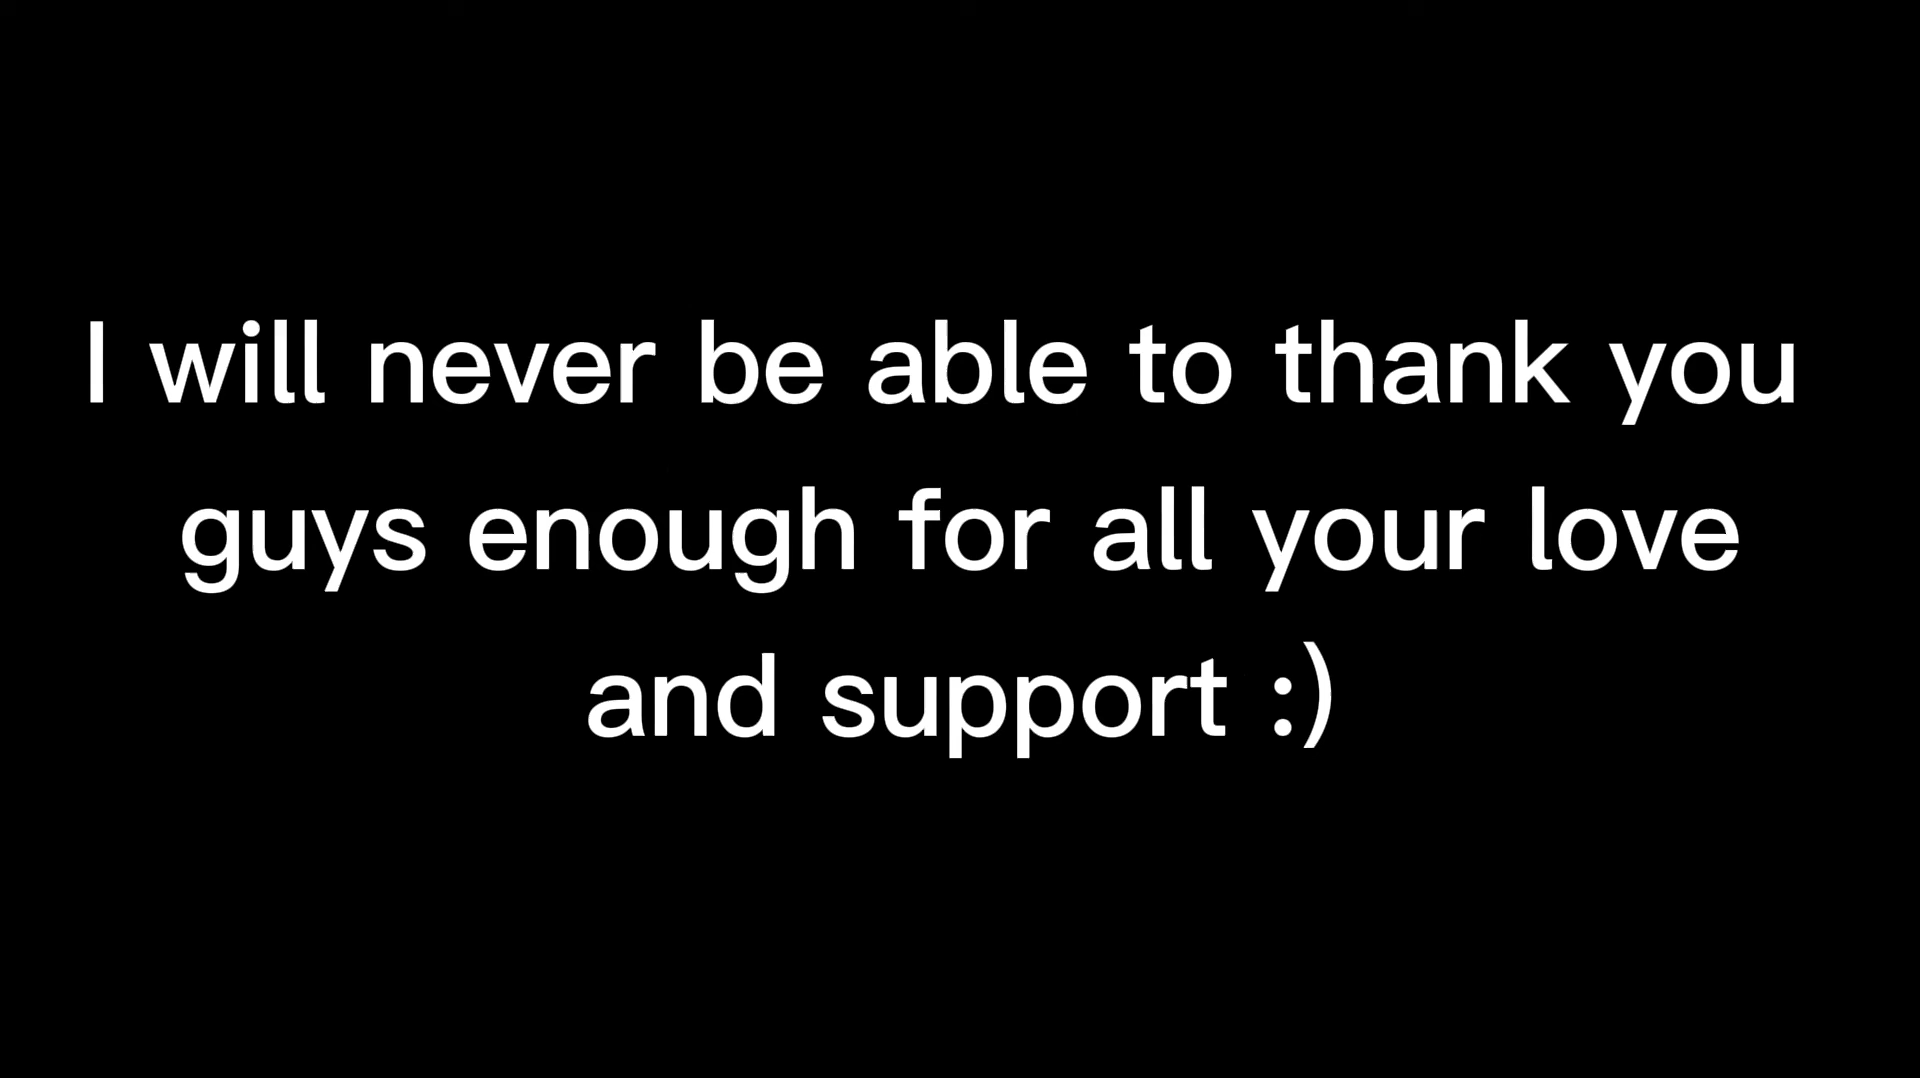 I will never be able to thank you
guys enough for all your love
and support :)